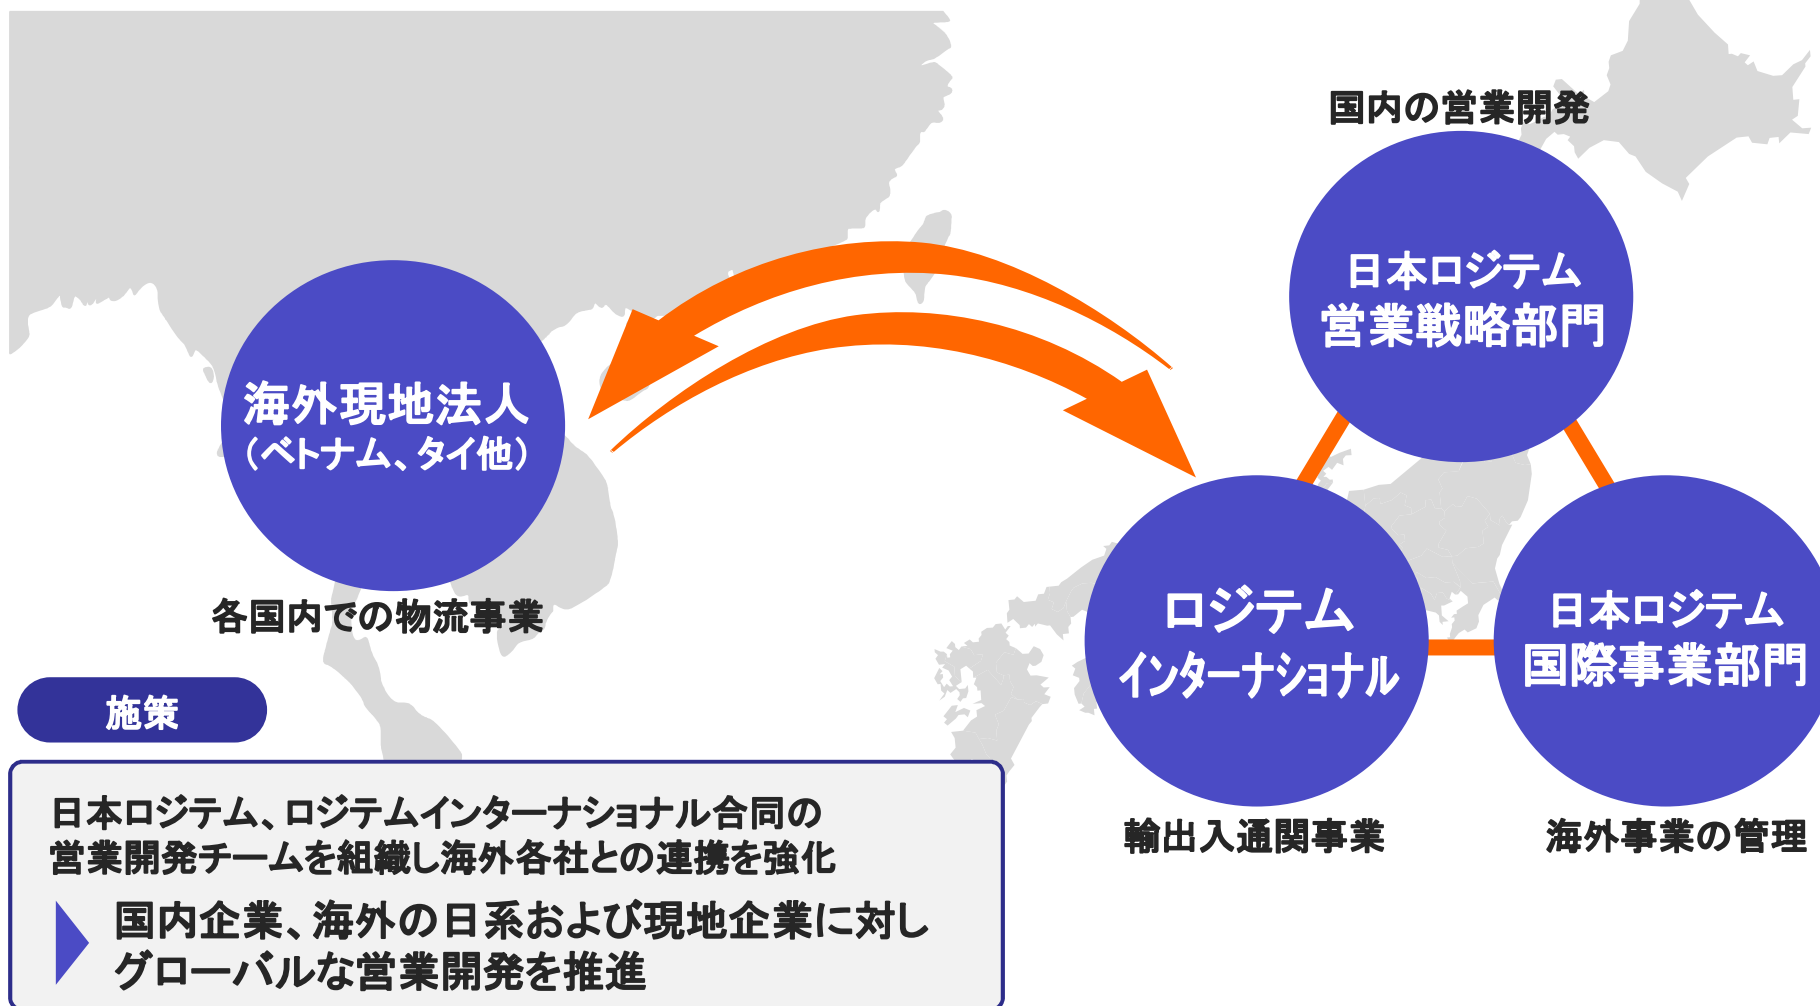 国内の営業開発
日本ロジテム
営業戦略部門
海外現地法人
（ベトナム、タイ他）
各国内での物流事業
ロジテム
インターナショナル
輸出入通関事業
日本ロジテム
国際事業部門
海外事業の管理
施策
日本ロジテム、ロジテムインターナショナル合同の
営業開発チームを組織し海外各社との連携を強化
国内企業、海外の日系および現地企業に対し
グローバルな営業開発を推進